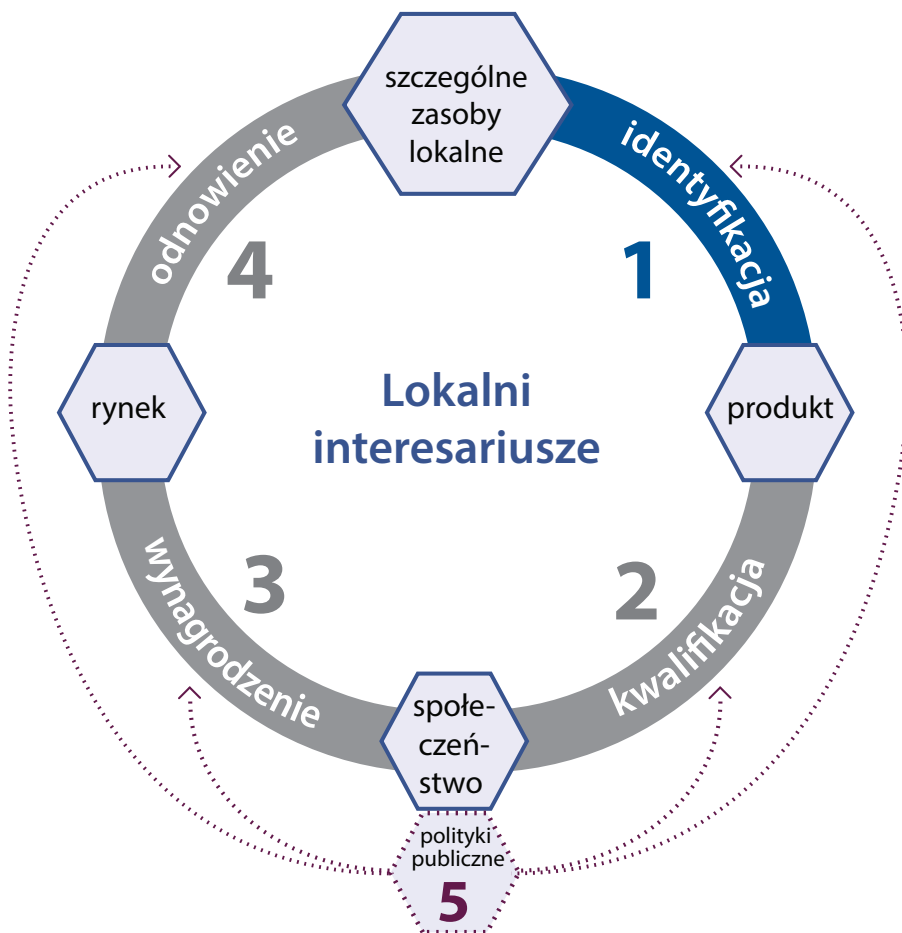 szczególne
zasoby
lokalne
identyfikacja
1
produkt
2
kwalifikacja
społe-
czeń-
stwo
3
wynagrodzenie
rynek
4
odnowienie
Lokalni
interesariusze
polityki
publiczne
5